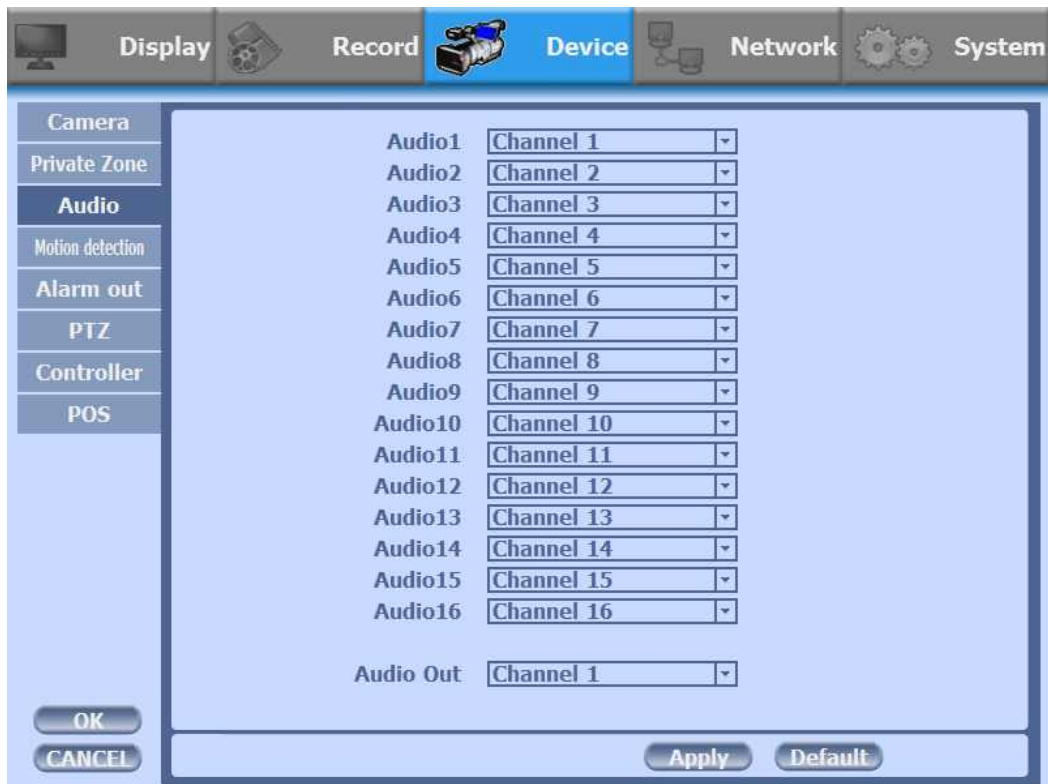 Display Record Device Network System
Camera
Private Zone
Audio
Motion detection
Alarm out
PTZ
Controller
POS
Audio1 Channel 1
Audio2 Channel 2
Audio3 Channel 3
Audio4 Channel 4
Audio5 Channel 5
Audio6 Channel 6
Audio7 Channel 7
Audio8 Channel 8
Audio9 Channel 9
Audio10 Channel 10
Audio11 Channel 11
Audio12 Channel 12
Audio13 Channel 13
Audio14 Channel 14
Audio15 Channel 15
Audio16 Channel 16
Audio Out Channel 1
OK
CANCEL
Apply Default